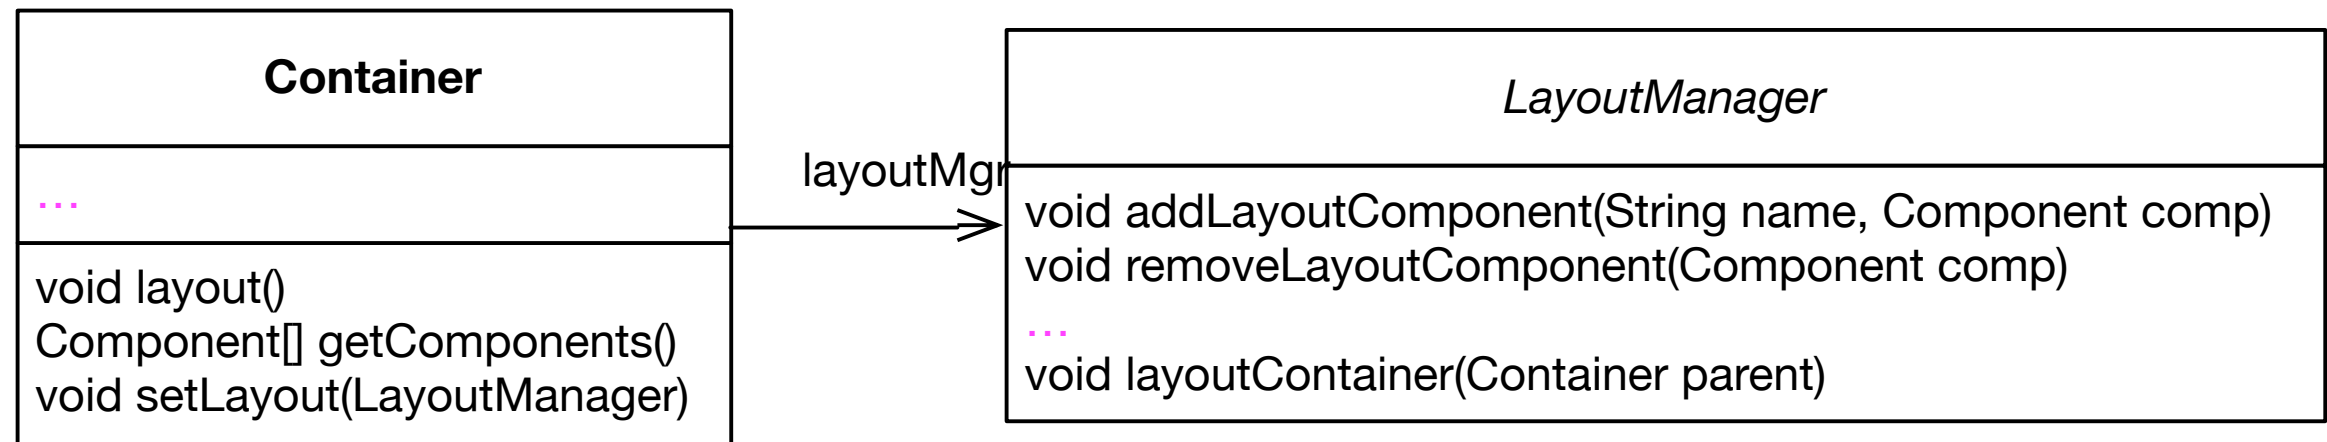 Container
...
void layout()
Component[] getComponents()
void setLayout(LayoutManager)
layoutMgr
LayoutManager
void addLayoutComponent(String name, Component comp)
void removeLayoutComponent(Component comp)
...
void layoutContainer(Container parent)